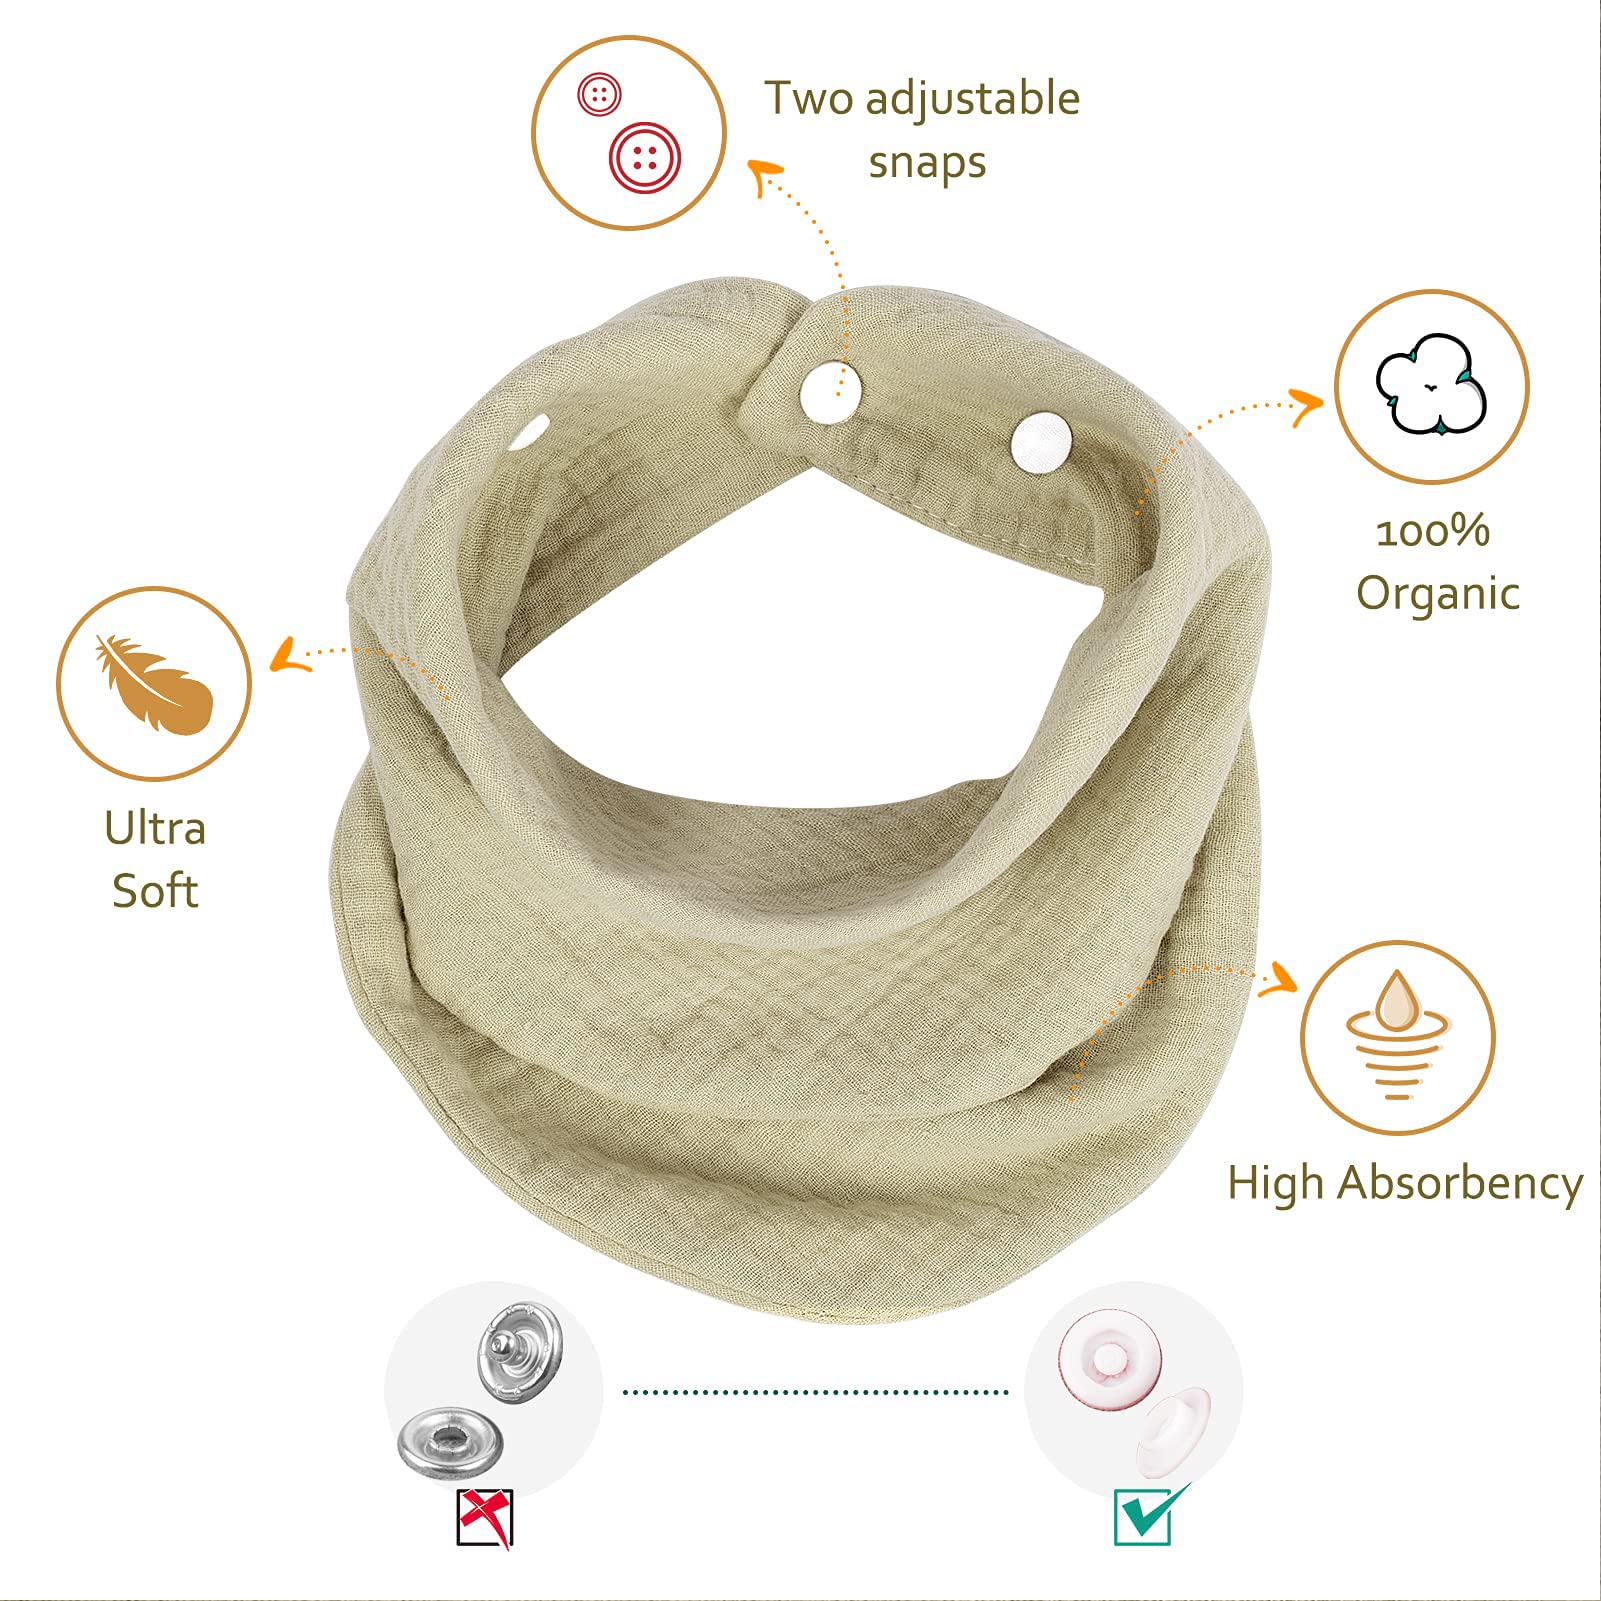 Two adjustable
snaps
100%
Organic
Ultra
Soft
High Absorbency